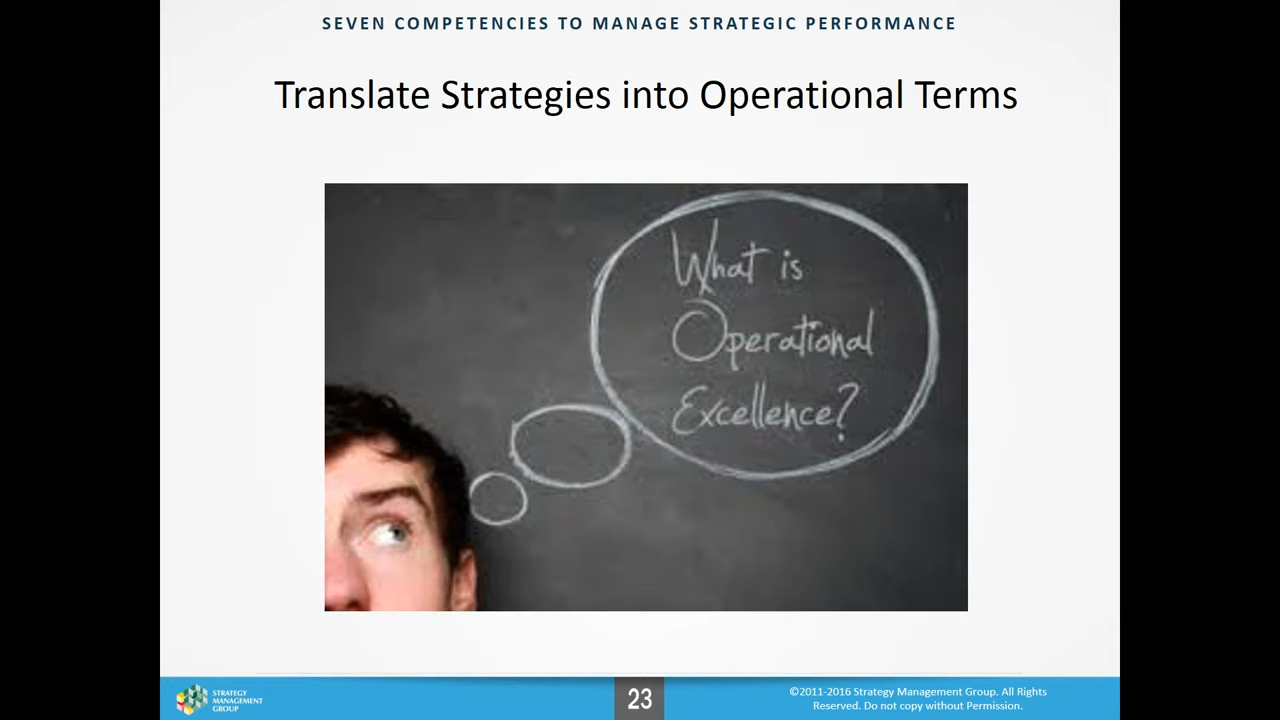 SEVEN COMPETENCIES TO MANAGE STRATEGIC PERFORMANCE
Translate Strategies into Operational Terms
What is
Operational
Excellence?
STRATEGY
MANAGEMENT
GROUP
23
©2011-2016 Strategy Management Group. All Rights
Reserved. Do not copy without Permission.